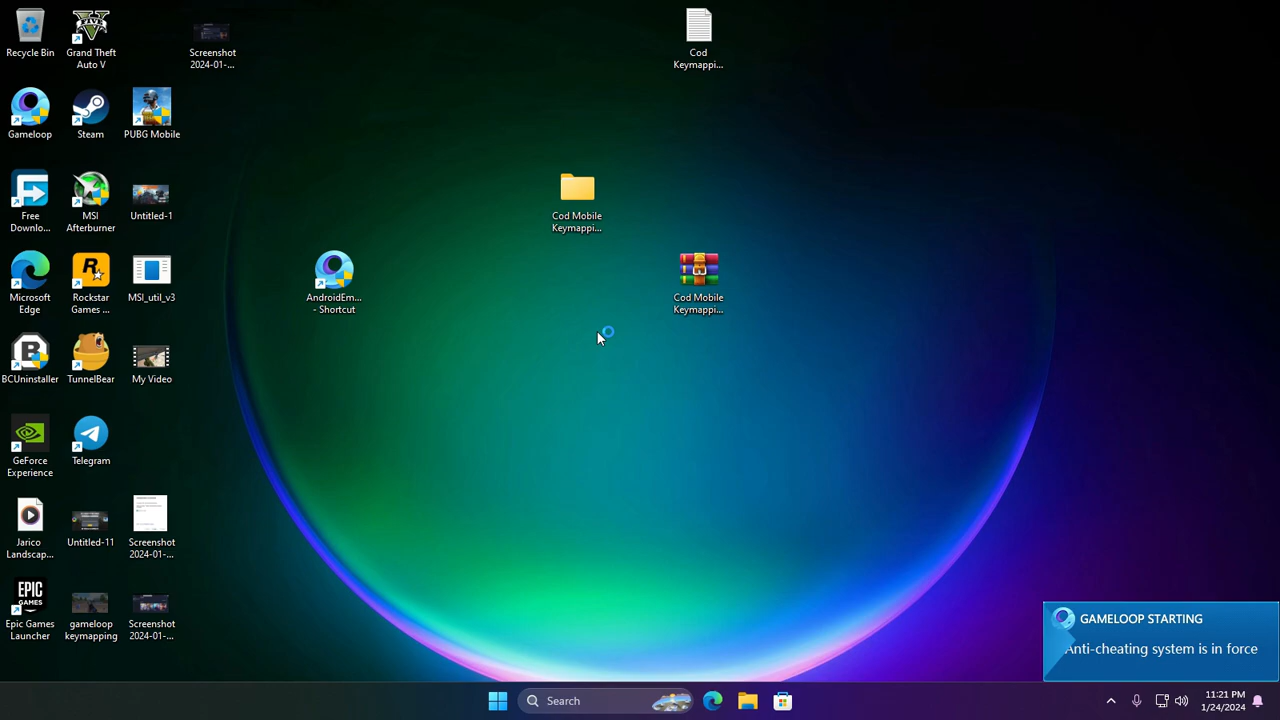 Recycle Bin
Grand Theft
Auto V
Screenshot
2024-01-...
Cod
Keymappi...
Gameloop
Steam
PUBG Mobile
Free
Downlo...
MSI
Afterburner
Untitled-1
Cod Mobile
Keymappi...
Microsoft
Edge
Rockstar
Games ...
MSI_util_v3
AndroidEm...
- Shortcut
Cod Mobile
Keymappi...
BCUninstaller
TunnelBear
My Video
GeForce
Experience
Telegram
Jarico
Landscap...
Untitled-11
Screenshot
2024-01-...
Epic Games
Launcher
gameloop
keymapping
Screenshot
2024-01-...
GAMELOOP STARTING
Anti-cheating system is in force
Search
11:21 PM
1/24/2024